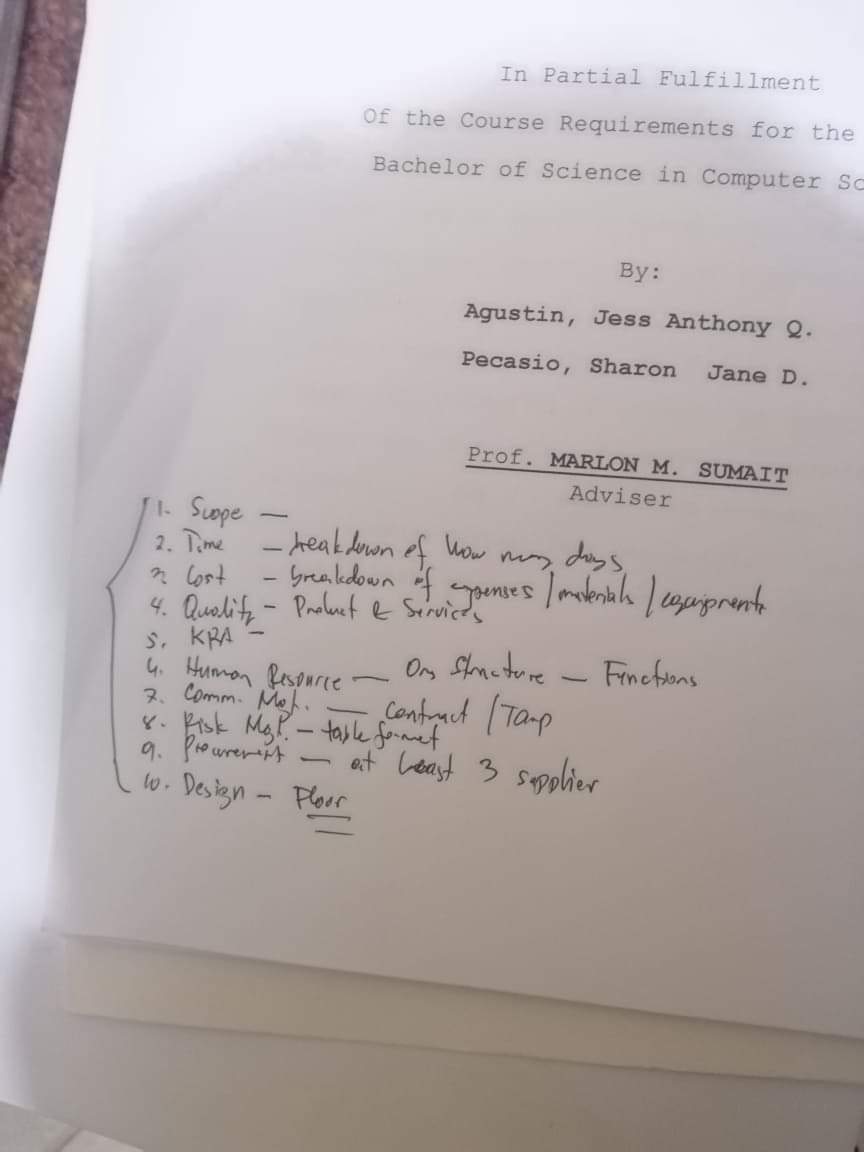 In Partial Fulfillment
Of the Course Requirements for the
Bachelor of Science in Computer Sc
By:
Agustin, Jess Anthony Q.
Pecasio, Sharon Jane D.
Prof. MARLON M. SUMAIT
Adviser
1. Scope —
2. Time — breakdown of how many days
3. Cost - breakdown of expenses / materials / equipments
4. Quality - Product & Services
5. KRA -
6. Human Resource — Org Structure — Functions
7. Comm. Mgt. — Contract / Tarp
8. Risk Mgt. - table format
9. Procurement — at least 3 supplier
10. Design - Floor